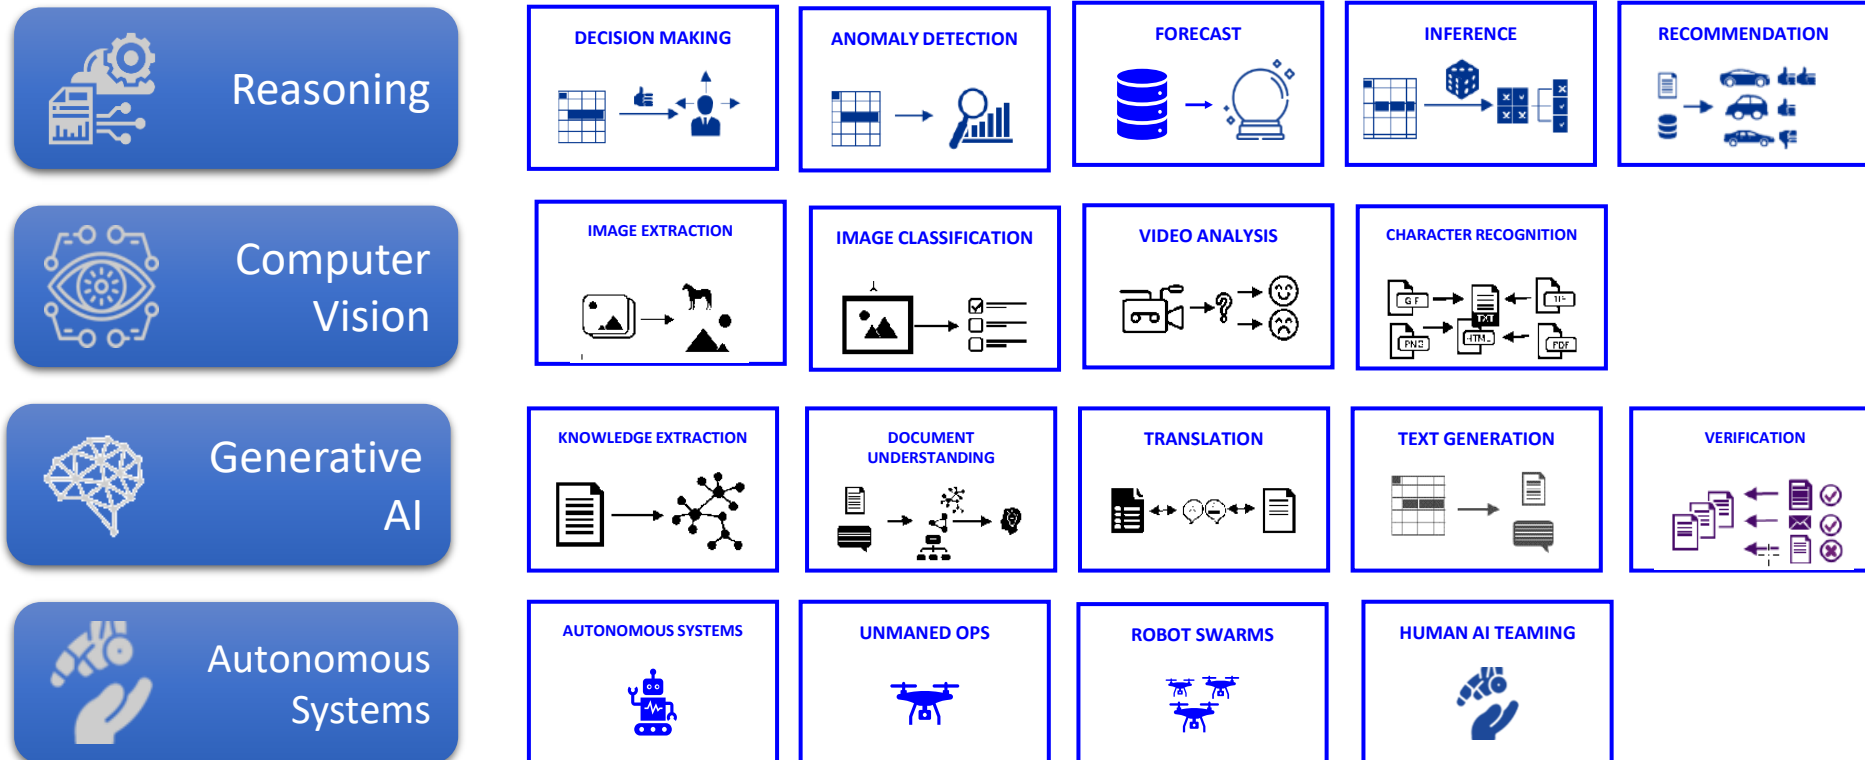 Reasoning
DECISION MAKING
ANOMALY DETECTION
FORECAST
INFERENCE
RECOMMENDATION
Computer
Vision
IMAGE EXTRACTION
IMAGE CLASSIFICATION
VIDEO ANALYSIS
CHARACTER RECOGNITION
GIF
TXT
TIF
PNG
HTML
PDF
Generative
AI
KNOWLEDGE EXTRACTION
DOCUMENT
UNDERSTANDING
TRANSLATION
TEXT GENERATION
VERIFICATION
Autonomous
Systems
AUTONOMOUS SYSTEMS
UNMANED OPS
ROBOT SWARMS
HUMAN AI TEAMING